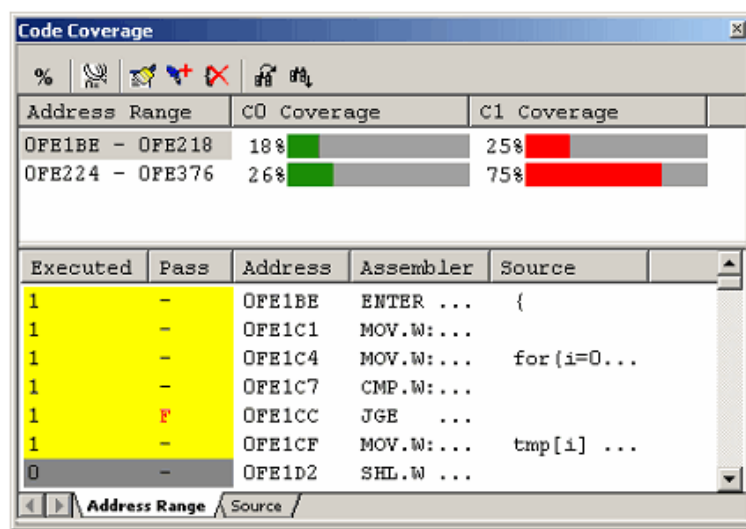 Code Coverage
%
Address Range C0 Coverage C1 Coverage
0FE1BE - 0FE218 18% 25%
0FE224 - 0FE376 26% 75%
Executed Pass Address Assembler Source
1 - 0FE1BE ENTER ... {
1 - 0FE1C1 MOV.W:...
1 - 0FE1C4 MOV.W:... for(i=0...
1 - 0FE1C7 CMP.W:...
1 F 0FE1CC JGE ...
1 - 0FE1CF MOV.W:... tmp[i] ...
0 - 0FE1D2 SHL.W ...
Address Range Source